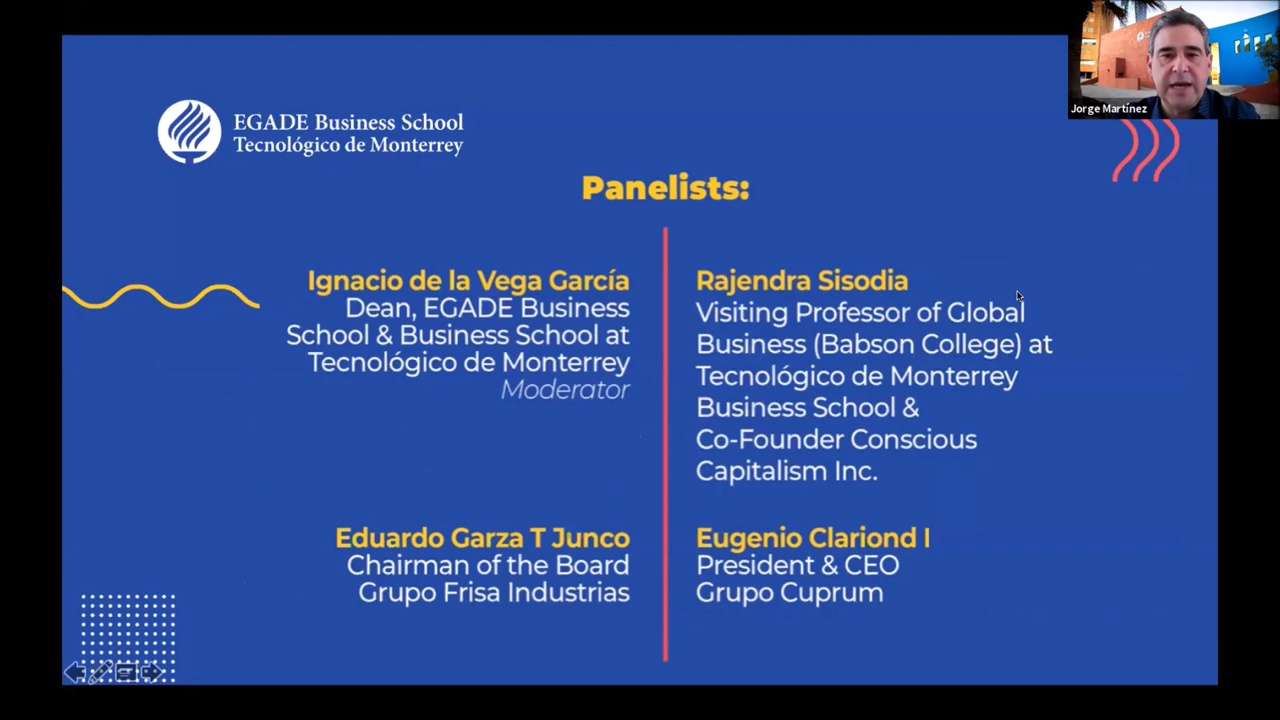 Jorge Martínez
EGADE Business School
Tecnológico de Monterrey
Panelists:
Ignacio de la Vega García
Dean, EGADE Business
School & Business School at
Tecnológico de Monterrey
Moderator
Rajendra Sisodia
Visiting Professor of Global
Business (Babson College) at
Tecnológico de Monterrey
Business School &
Co-Founder Conscious
Capitalism Inc.
Eduardo Garza T Junco
Chairman of the Board
Grupo Frisa Industrias
Eugenio Clariond I
President & CEO
Grupo Cuprum